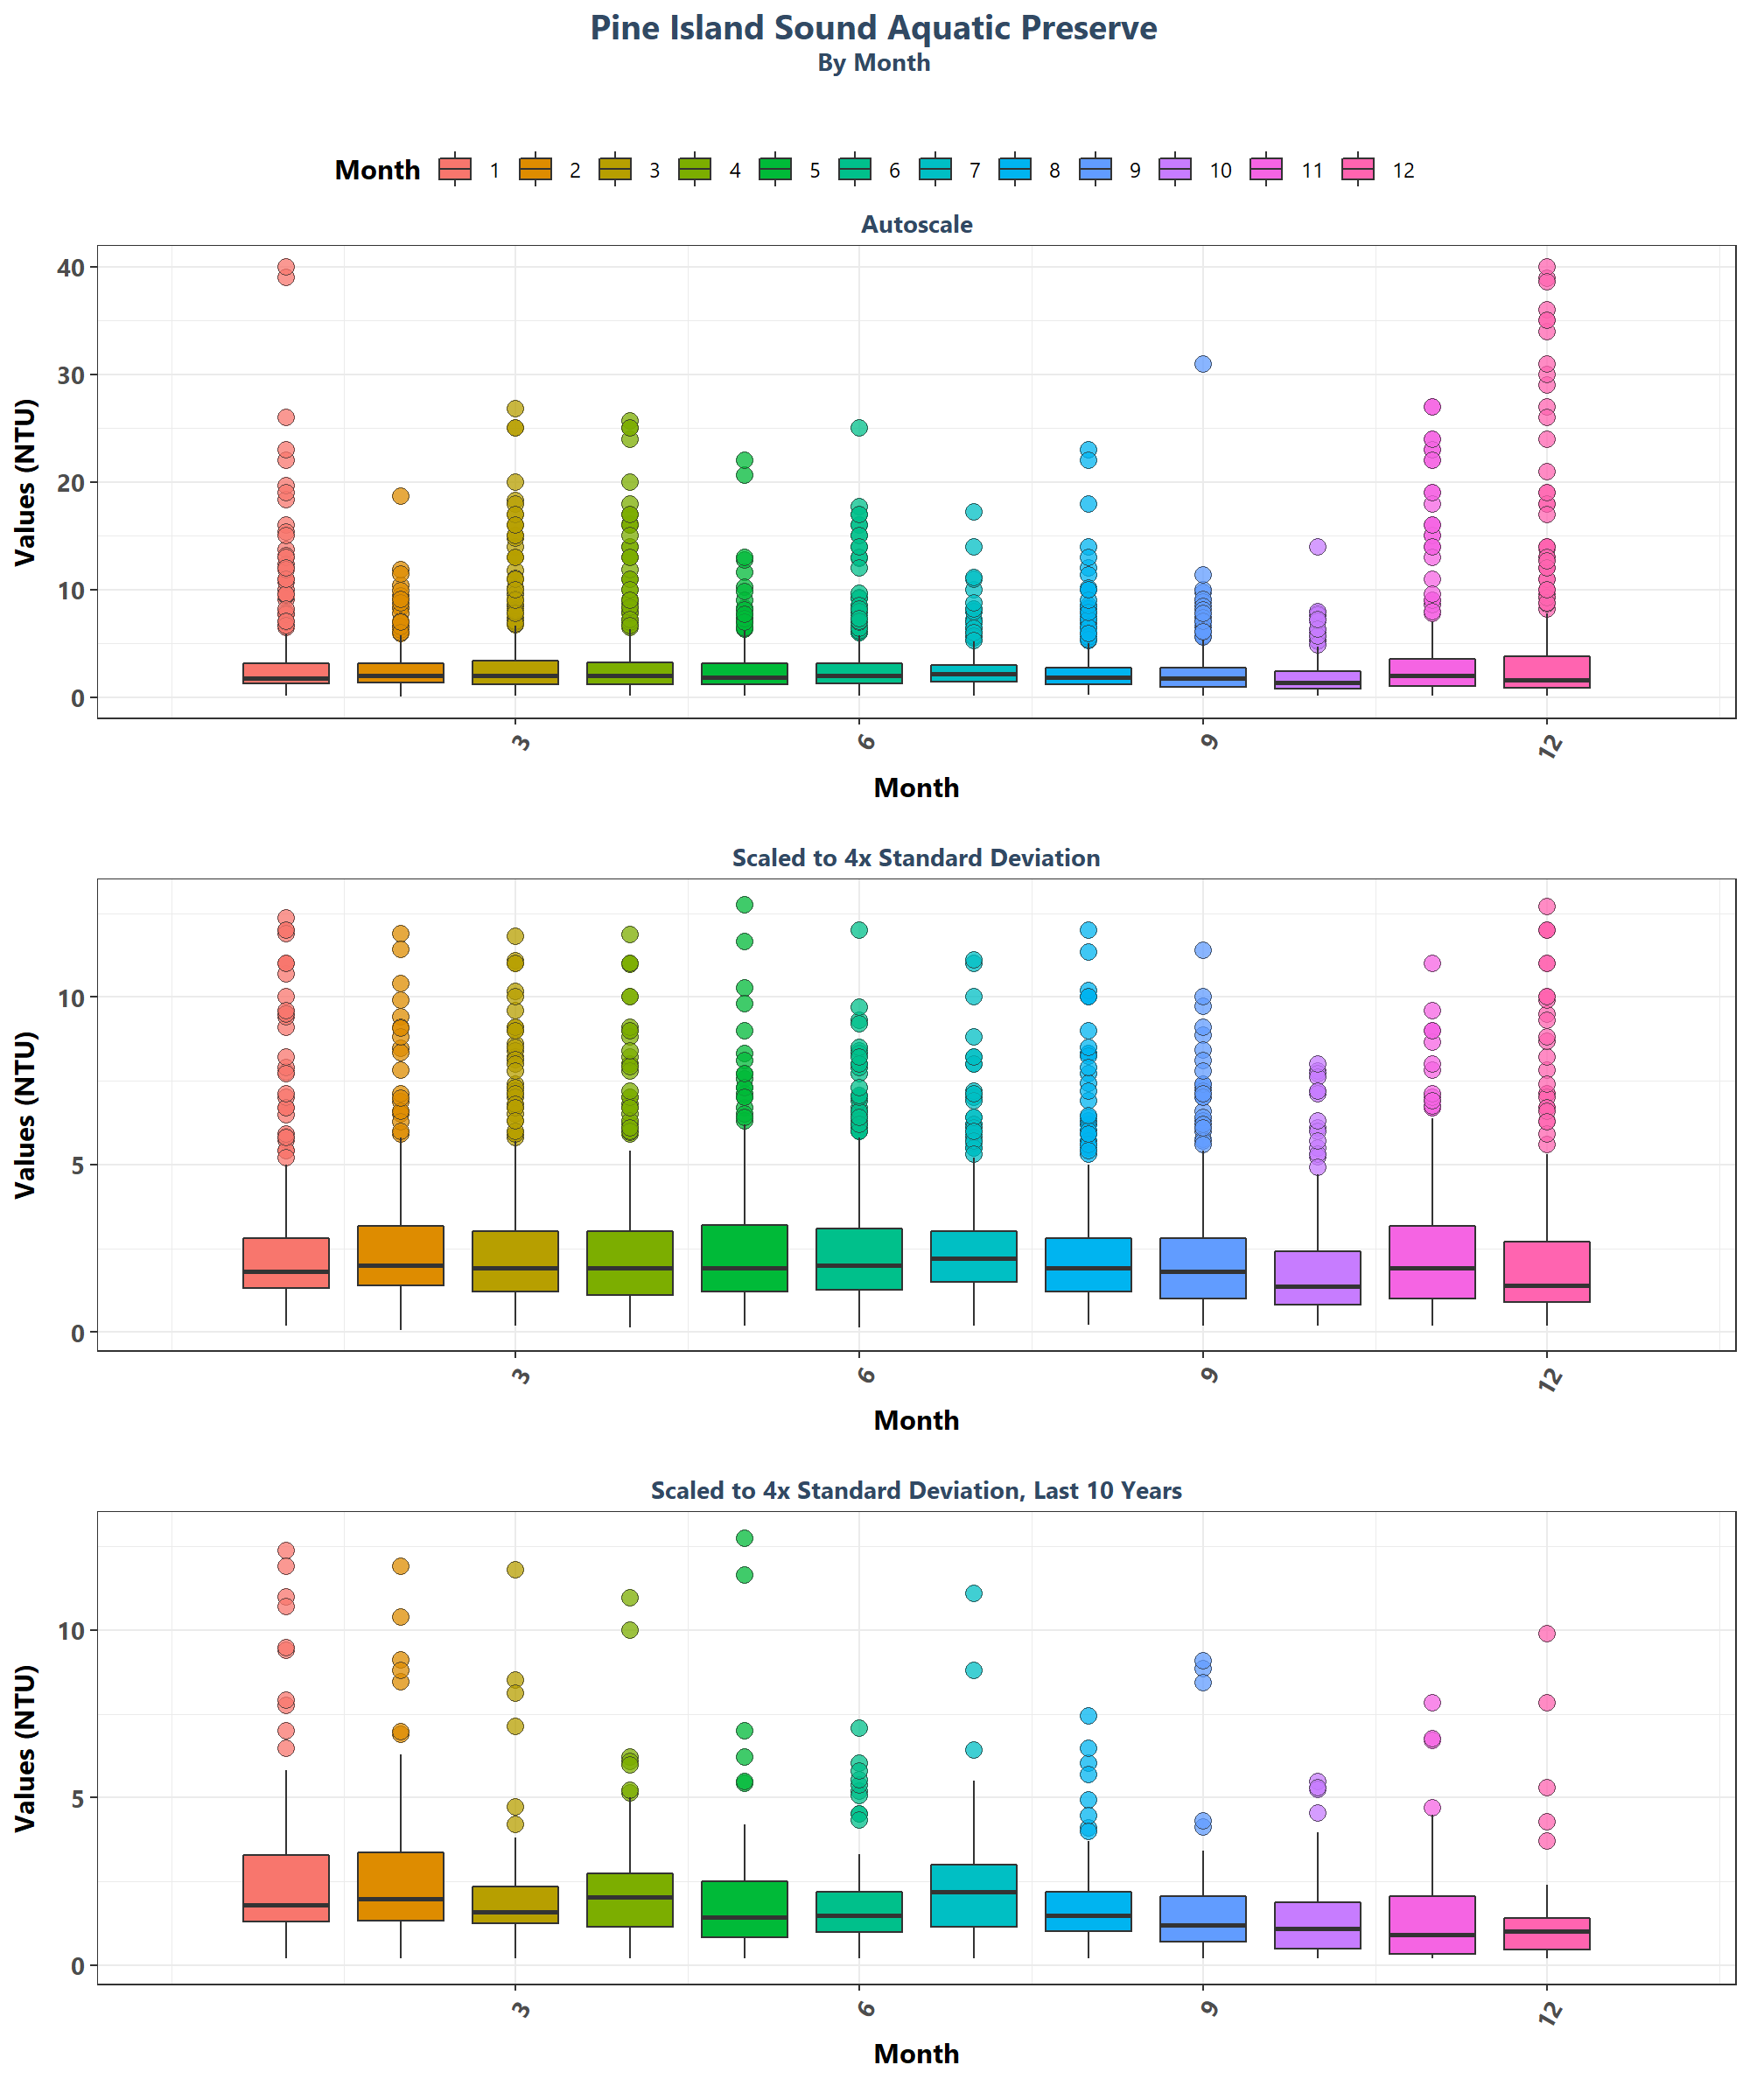 Pine Island Sound Aquatic Preserve
By Month
Month 1 2 3 4 5 6 7 8 9 10 11 12
Autoscale
Values (NTU)
40
30
20
10
0
3 6 9 12
Month
Scaled to 4x Standard Deviation
Values (NTU)
10
5
0
3 6 9 12
Month
Scaled to 4x Standard Deviation, Last 10 Years
Values (NTU)
10
5
0
3 6 9 12
Month